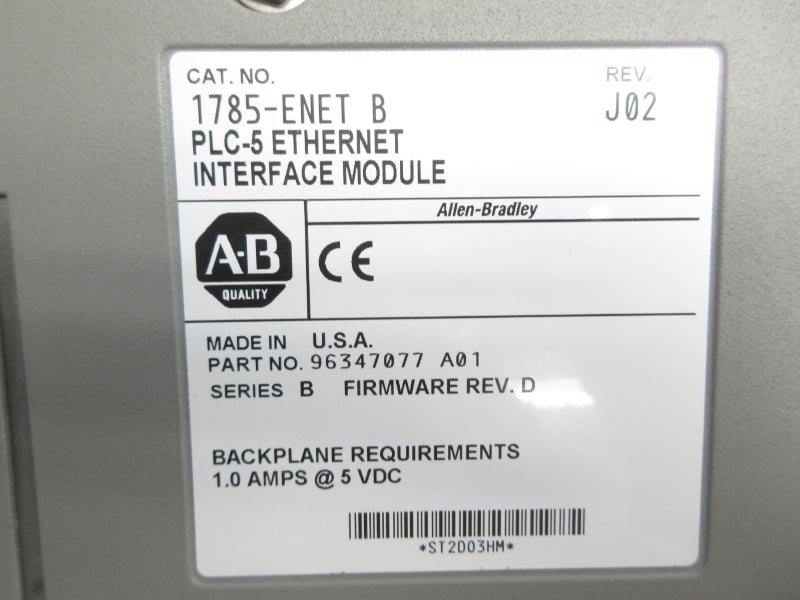 CAT. NO.
REV.
1785-ENET B
J02
PLC-5 ETHERNET
INTERFACE MODULE
Allen-Bradley
A·B
QUALITY
CE
MADE IN U.S.A.
PART NO. 96347077 A01
SERIES B FIRMWARE REV. D
BACKPLANE REQUIREMENTS
1.0 AMPS @ 5 VDC
*ST2D03HM*